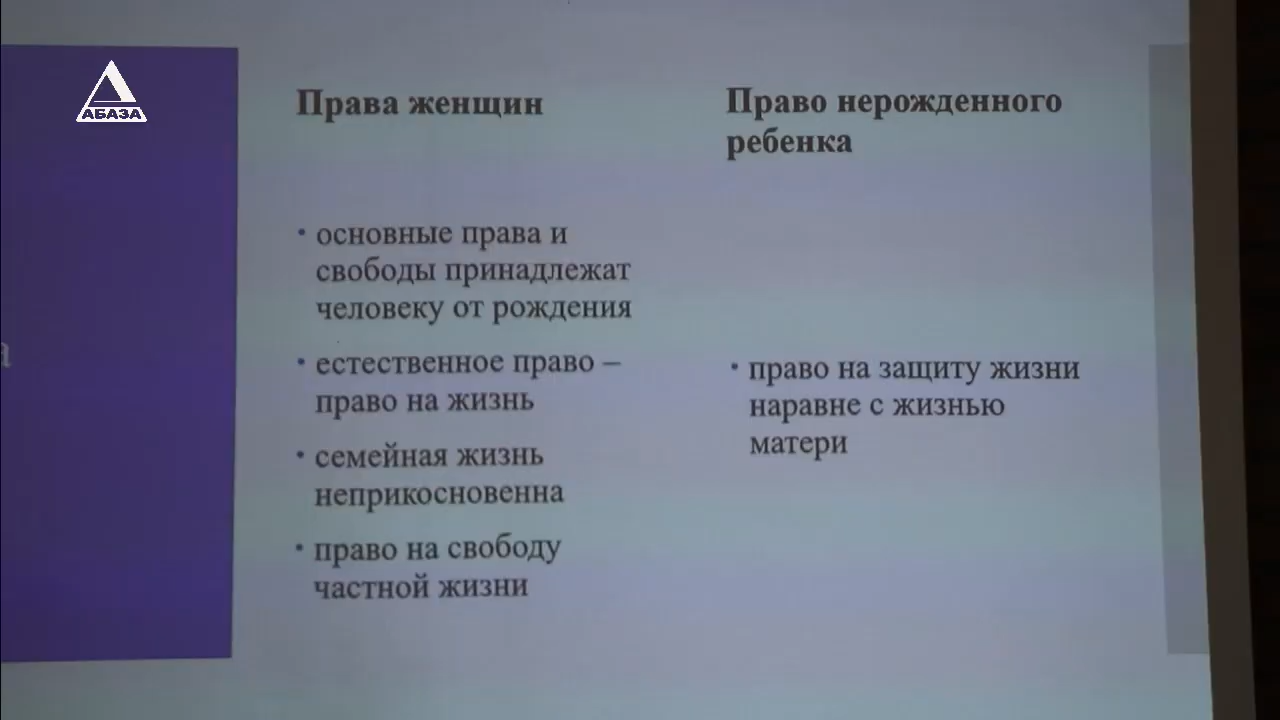 АБАЗА
Права женщин
основные права и
свободы принадлежат
человеку от рождения
естественное право –
право на жизнь
семейная жизнь
неприкосновенна
право на свободу
частной жизни
Право нерожденного
ребенка
право на защиту жизни
наравне с жизнью
матери